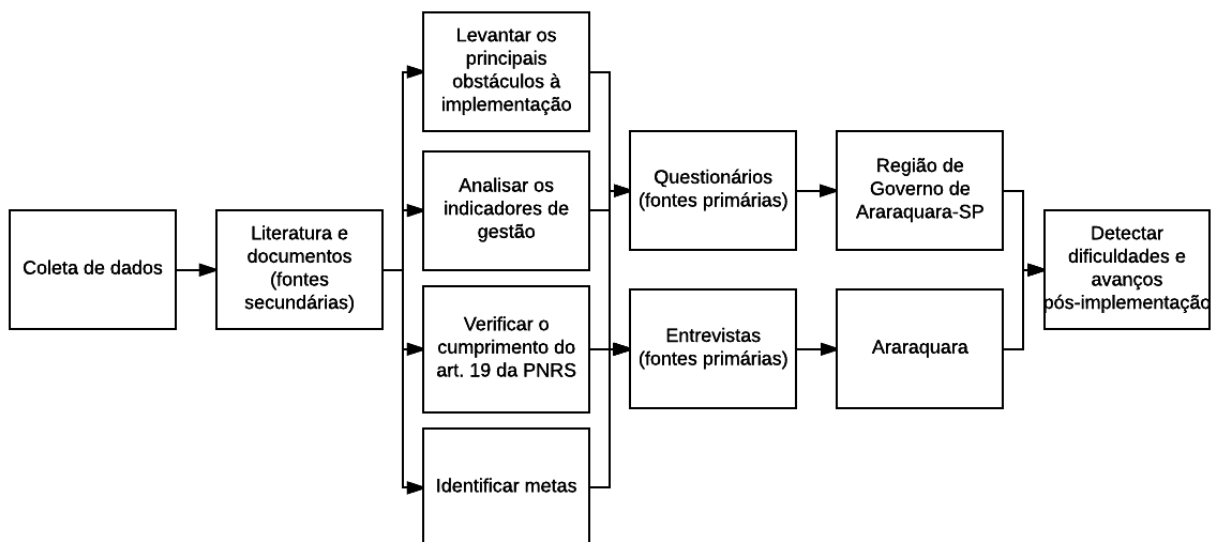 Coleta de dados
Literatura e
documentos
(fontes
secundárias)
Levantar os
principais
obstáculos à
implementação
Analisar os
indicadores de
gestão
Verificar o
cumprimento do
art. 19 da PNRS
Identificar metas
Questionários
(fontes primárias)
Entrevistas
(fontes primárias)
Região de
Governo de
Araraquara-SP
Araraquara
Detectar
dificuldades e
avanços
pós-implementação